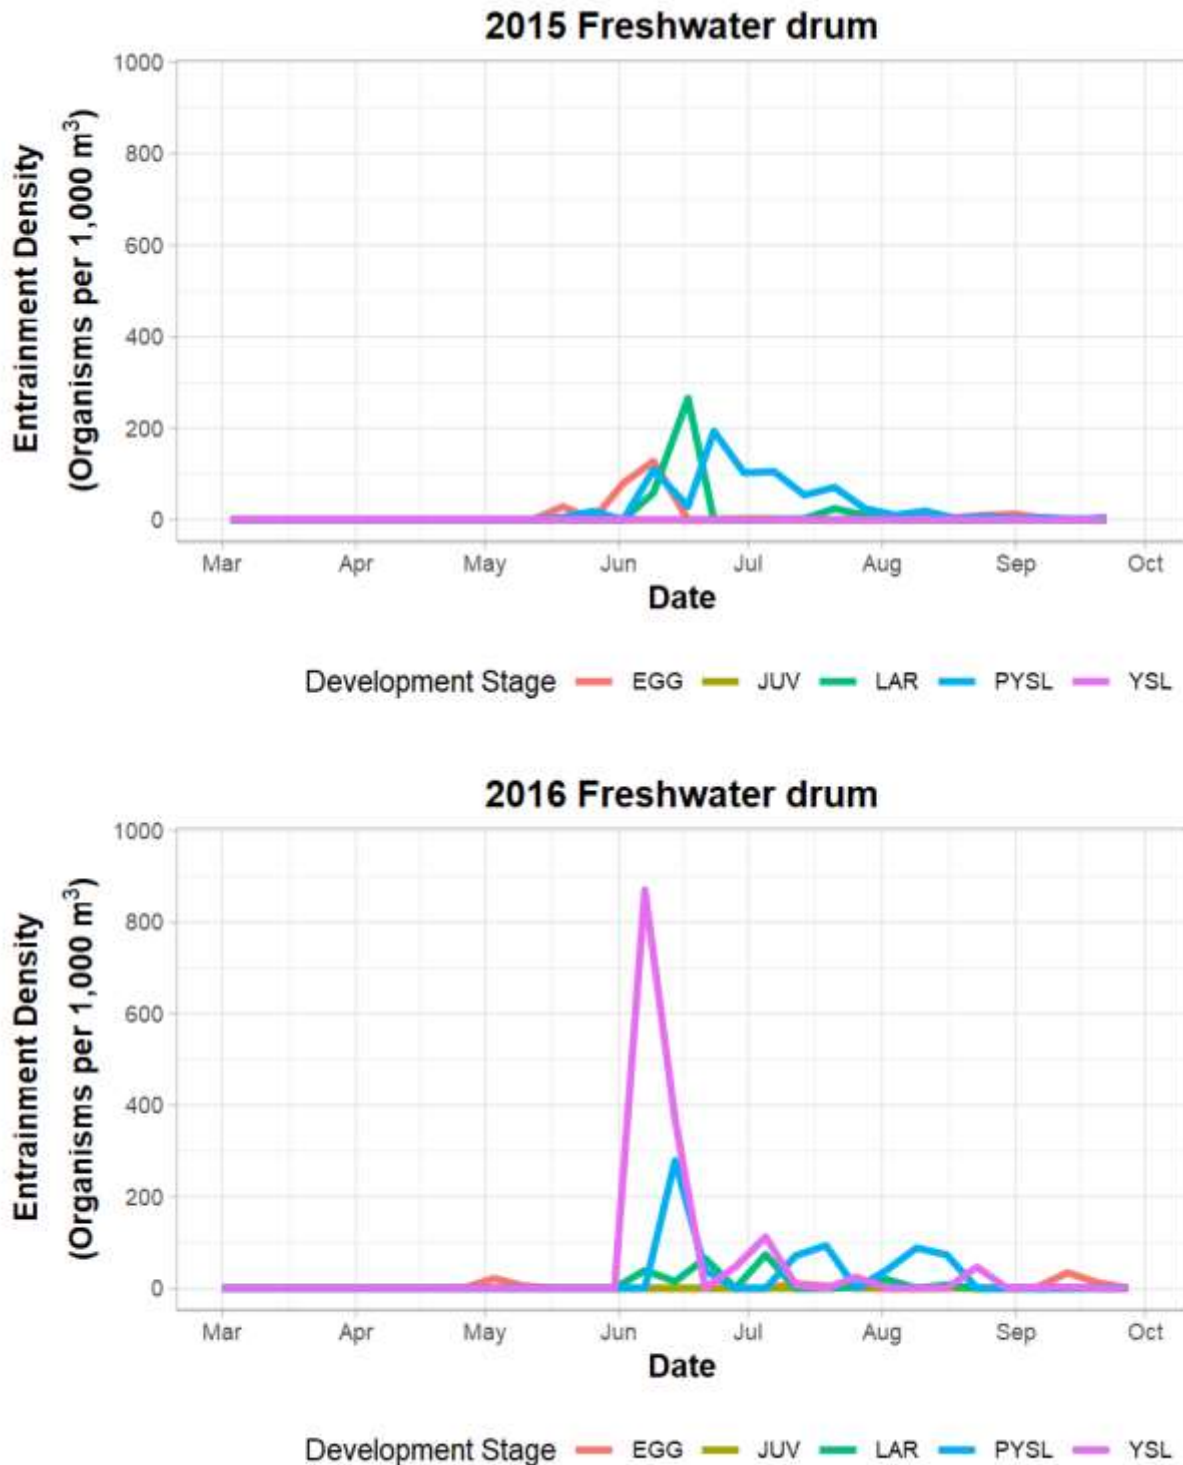 2015 Freshwater drum
Entrainment Density
(Organisms per 1,000 m³)
1000
800
600
400
200
0
Mar Apr May Jun Jul Aug Sep Oct
Date
Development Stage EGG JUV LAR PYSL YSL
2016 Freshwater drum
Entrainment Density
(Organisms per 1,000 m³)
1000
800
600
400
200
0
Mar Apr May Jun Jul Aug Sep Oct
Date
Development Stage EGG JUV LAR PYSL YSL